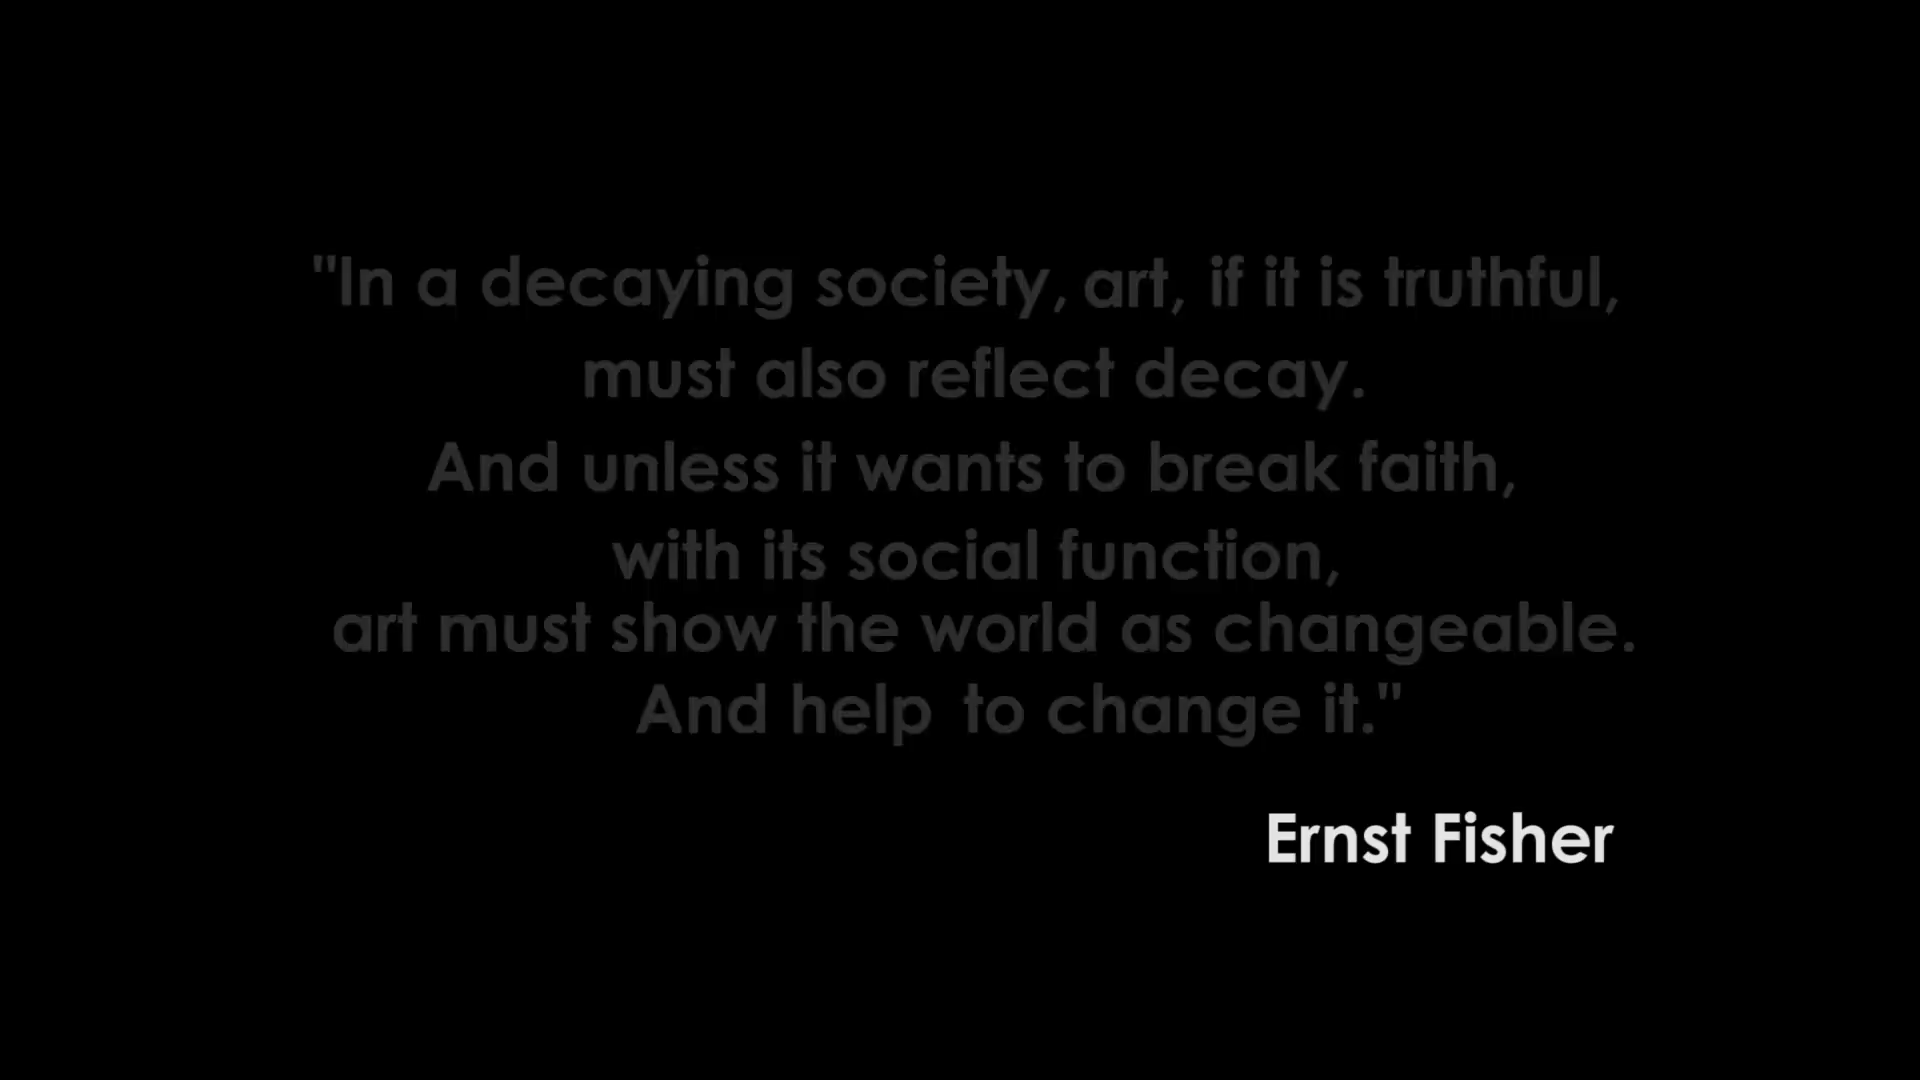 "In a decaying society, art, if it is truthful,
must also reflect decay.
And unless it wants to break faith,
with its social function,
art must show the world as changeable.
And help to change it."
Ernst Fisher